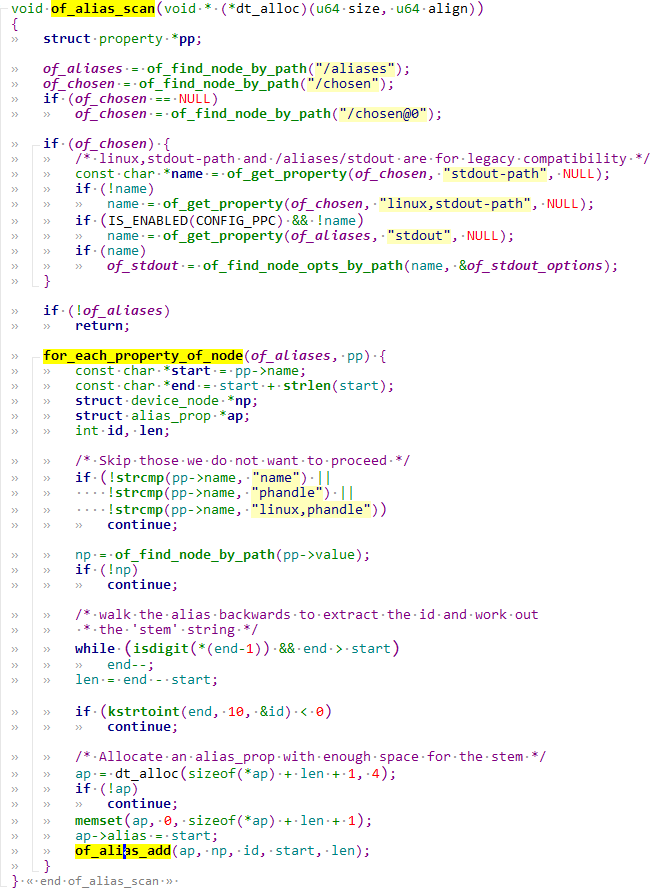 void of_alias_scan(void * (*dt_alloc)(u64 size, u64 align))
{
» struct property *pp;
» of_aliases = of_find_node_by_path("/aliases");
» of_chosen = of_find_node_by_path("/chosen");
» if (of_chosen == NULL)
» » of_chosen = of_find_node_by_path("/chosen@0");
» if (of_chosen) {
» » /* linux,stdout-path and /aliases/stdout are for legacy compatibility */
» » const char *name = of_get_property(of_chosen, "stdout-path", NULL);
» » if (!name)
» » » name = of_get_property(of_chosen, "linux,stdout-path", NULL);
» » if (IS_ENABLED(CONFIG_PPC) && !name)
» » » name = of_get_property(of_aliases, "stdout", NULL);
» » if (name)
» » » of_stdout = of_find_node_opts_by_path(name, &of_stdout_options);
» }
» if (!of_aliases)
» » return;
» for_each_property_of_node(of_aliases, pp) {
» » const char *start = pp->name;
» » const char *end = start + strlen(start);
» » struct device_node *np;
» » struct alias_prop *ap;
» » int id, len;
» » /* Skip those we do not want to proceed */
» » if (!strcmp(pp->name, "name") ||
» » ····!strcmp(pp->name, "phandle") ||
» » ····!strcmp(pp->name, "linux,phandle"))
» » » continue;
» » np = of_find_node_by_path(pp->value);
» » if (!np)
» » » continue;
» » /* walk the alias backwards to extract the id and work out
» » * the 'stem' string */
» » while (isdigit(*(end-1)) && end > start)
» » » end--;
» » len = end - start;
» » if (kstrtoint(end, 10, &id) < 0)
» » » continue;
» » /* Allocate an alias_prop with enough space for the stem */
» » ap = dt_alloc(sizeof(*ap) + len + 1, 4);
» » if (!ap)
» » » continue;
» » memset(ap, 0, sizeof(*ap) + len + 1);
» » ap->alias = start;
» » of_alias_add(ap, np, id, start, len);
» }
} « end of_alias_scan »